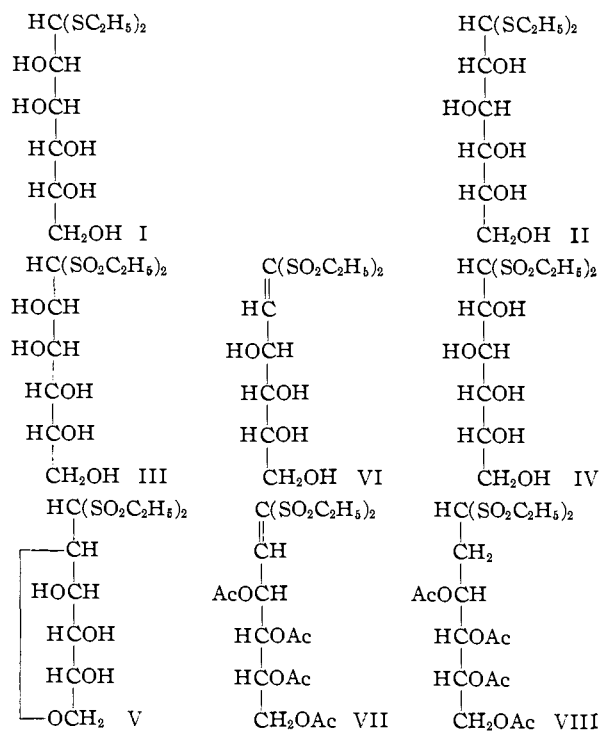 HC(SC₂H₅)₂ HC(SC₂H₅)₂
HOCH HCOH
HOCH HOCH
HCOH HCOH
HCOH HCOH
CH₂OH I CH₂OH II
HC(SO₂C₂H₅)₂ C(SO₂C₂H₅)₂ HC(SO₂C₂H₅)₂
HOCH HC HCOH
HOCH HOCH HOCH
HCOH HCOH HCOH
HCOH HCOH HCOH
CH₂OH III CH₂OH VI CH₂OH IV
HC(SO₂C₂H₅)₂ C(SO₂C₂H₅)₂ HC(SO₂C₂H₅)₂
CH CH CH₂
HOCH AcOCH AcOCH
HCOH HCOAc HCOAc
HCOH HCOAc HCOAc
OCH₂ V CH₂OAc VII CH₂OAc VIII